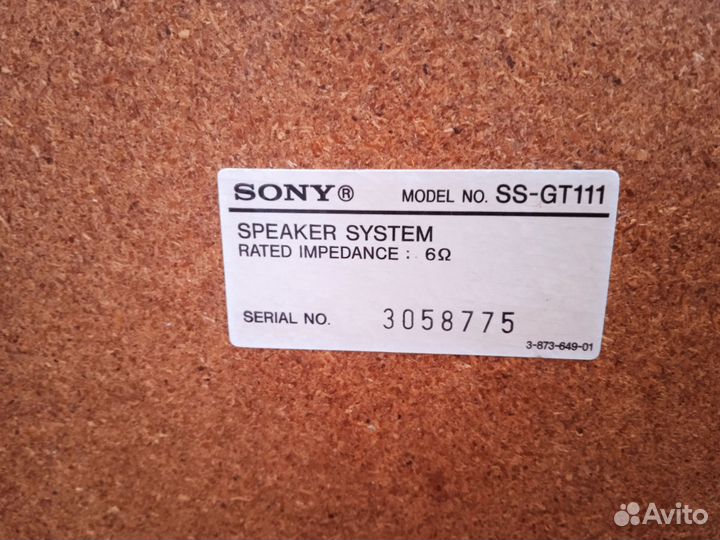 SONY® MODEL NO. SS-GT111
SPEAKER SYSTEM
RATED IMPEDANCE : 6Ω
SERIAL NO. 3058775
3-873-649-01
Avito